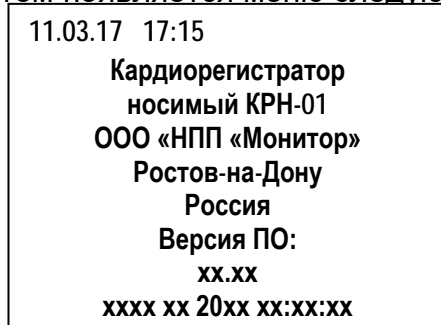 11.03.17 17:15
Кардиорегистратор
носимый КРН-01
ООО «НПП «Монитор»
Ростов-на-Дону
Россия
Версия ПО:
xx.xx
xxxx xx 20xx xx:xx:xx